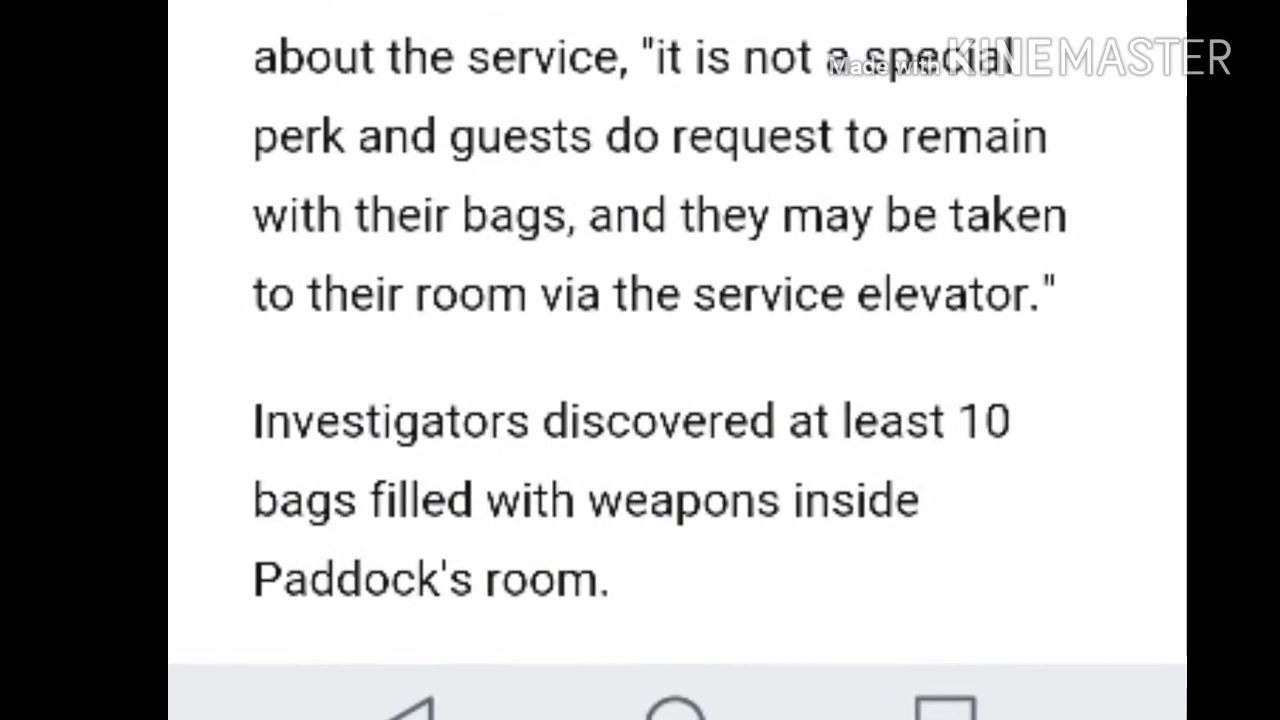 about the service, "it is not a special
Made with KINEMASTER
perk and guests do request to remain
with their bags, and they may be taken
to their room via the service elevator."
Investigators discovered at least 10
bags filled with weapons inside
Paddock's room.